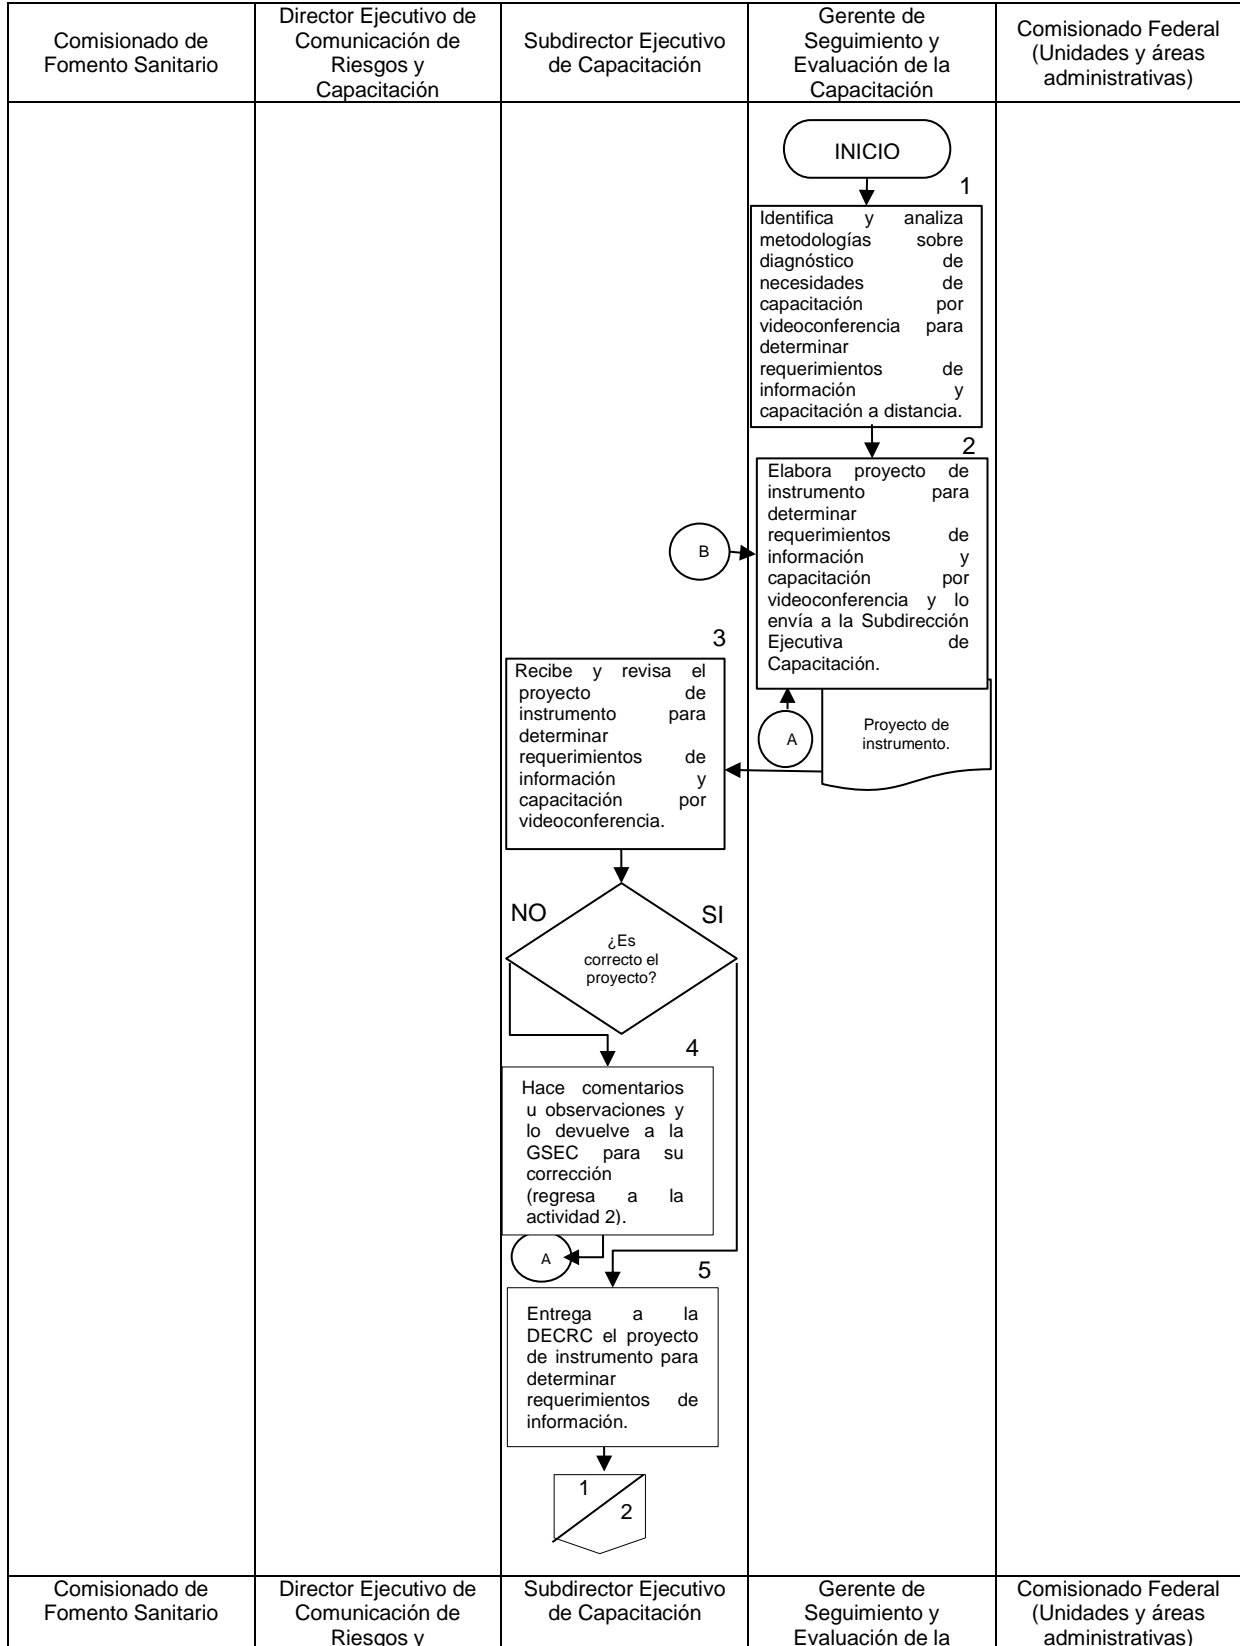 Comisionado de
Fomento Sanitario
Director Ejecutivo de
Comunicación de
Riesgos y
Capacitación
Subdirector Ejecutivo
de Capacitación
Gerente de
Seguimiento y
Evaluación de la
Capacitación
Comisionado Federal
(Unidades y áreas
administrativas)
INICIO
1
Identifica y analiza
metodologías sobre
diagnóstico de
necesidades de
capacitación por
videoconferencia para
determinar
requerimientos de
información y
capacitación a distancia.
2
Elabora proyecto de
instrumento para
determinar
requerimientos de
información y
capacitación por
videoconferencia y lo
envía a la Subdirección
Ejecutiva de
Capacitación.
B
A
Proyecto de
instrumento.
3
Recibe y revisa el
proyecto de
instrumento para
determinar
requerimientos de
información y
capacitación por
videoconferencia.
NO
SI
¿Es
correcto el
proyecto?
4
Hace comentarios
u observaciones y
lo devuelve a la
GSEC para su
corrección
(regresa a la
actividad 2).
A
5
Entrega a la
DECRC el proyecto
de instrumento para
determinar
requerimientos de
información.
1
2
Comisionado de
Fomento Sanitario
Director Ejecutivo de
Comunicación de
Riesgos y
Subdirector Ejecutivo
de Capacitación
Gerente de
Seguimiento y
Evaluación de la
Comisionado Federal
(Unidades y áreas
administrativas)